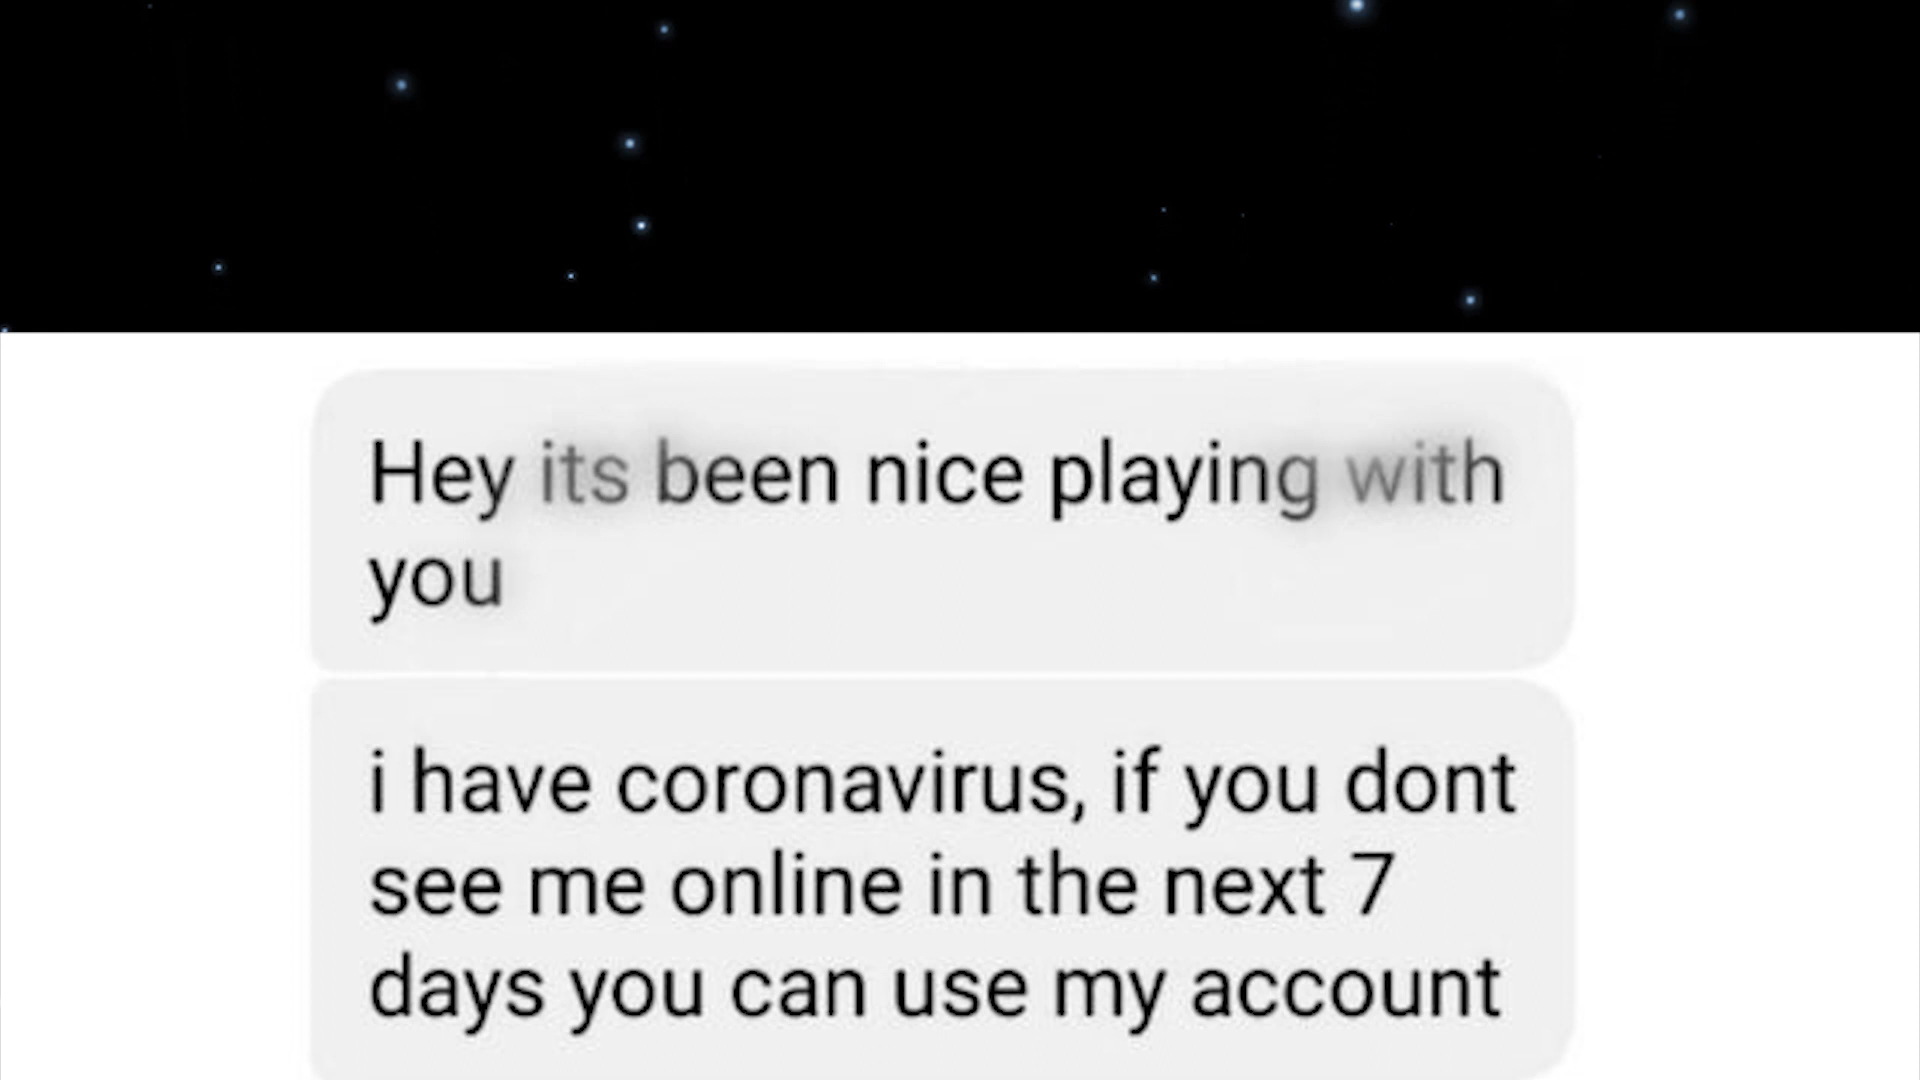 Hey its been nice playing with
you
i have coronavirus, if you dont
see me online in the next 7
days you can use my account